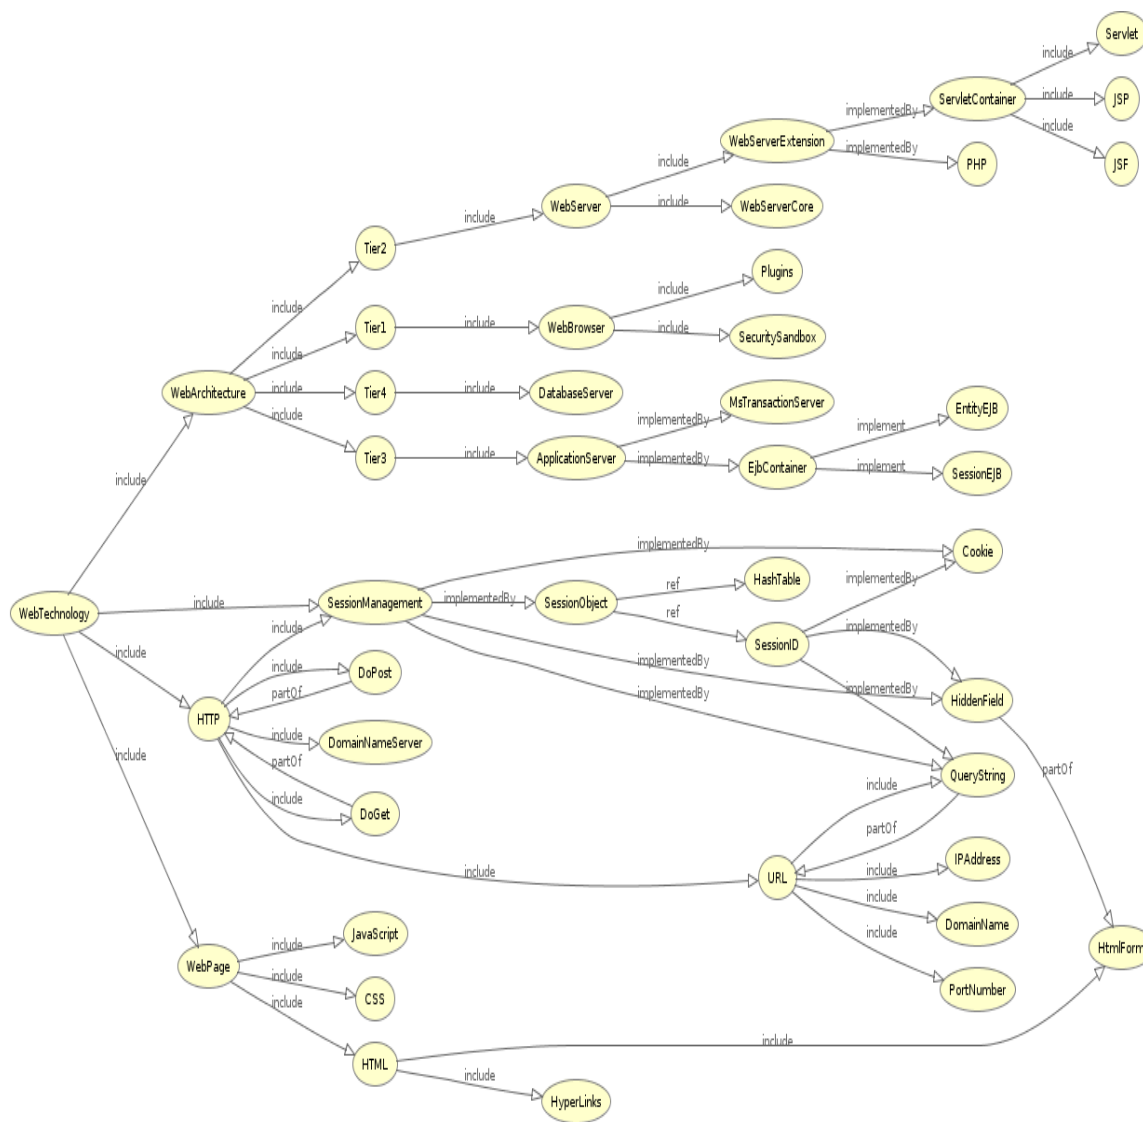 Servlet
include
ServletContainer
include
JSP
implementedBy
include
WebServerExtension
implementedBy
PHP
JSF
include
WebServer
include
WebServerCore
include
Tier2
Plugins
include
include
Tier1
include
WebBrowser
include
SecuritySandbox
include
WebArchitecture
include
Tier4
include
DatabaseServer
MsTransactionServer
EntityEJB
include
implementedBy
implement
Tier3
include
ApplicationServer
implementedBy
EjbContainer
implement
SessionEJB
include
implementedBy
Cookie
WebTechnology
include
SessionManagement
implementedBy
SessionObject
ref
HashTable
implementedBy
ref
SessionID
include
implementedBy
include
include
DoPost
implementedBy
implementedBy
HiddenField
partOf
implementedBy
HTTP
include
DomainNameServer
include
partOf
partOf
QueryString
include
include
DoGet
partOf
include
URL
include
IPAddress
include
DomainName
include
PortNumber
JavaScript
include
WebPage
include
CSS
include
HtmlForm
HTML
include
include
HyperLinks